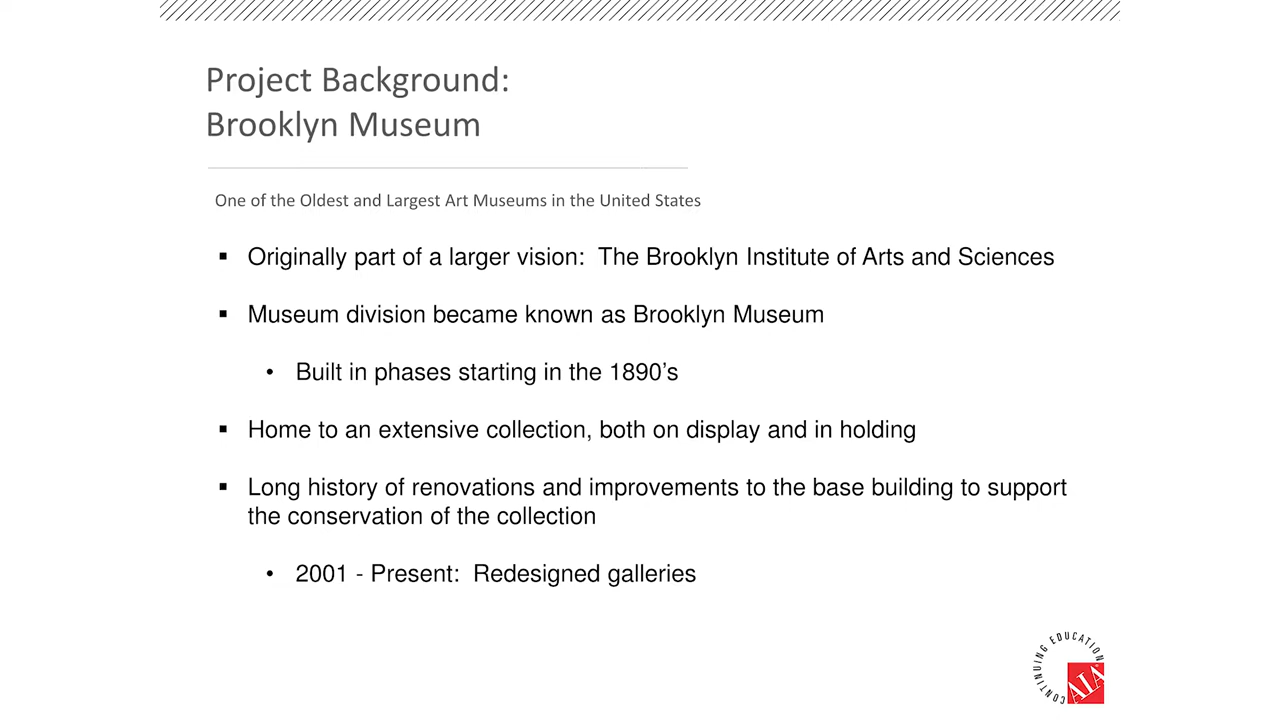 Project Background:
Brooklyn Museum
One of the Oldest and Largest Art Museums in the United States
▪ Originally part of a larger vision:  The Brooklyn Institute of Arts and Sciences
▪ Museum division became known as Brooklyn Museum
• Built in phases starting in the 1890’s
▪ Home to an extensive collection, both on display and in holding
▪ Long history of renovations and improvements to the base building to support
the conservation of the collection
• 2001 - Present:  Redesigned galleries
CONTINUING EDUCATION
AIA